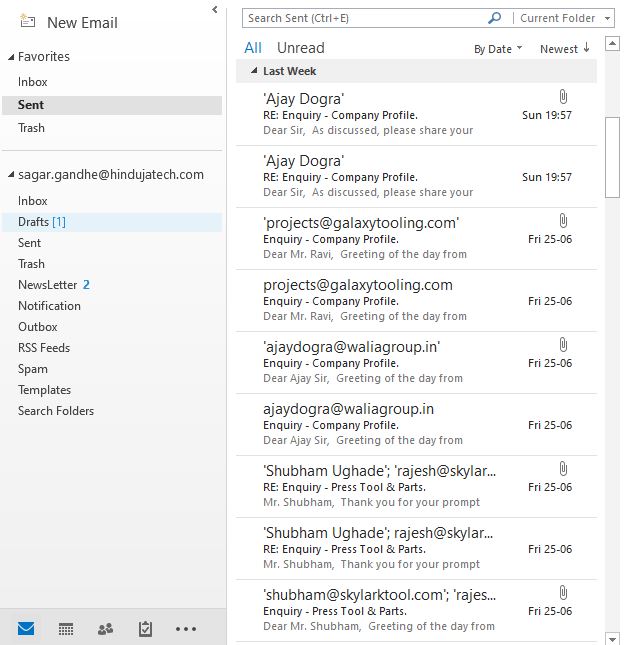 New Email
Favorites
Inbox
Sent
Trash
sagar.gandhe@hindujatech.com
Inbox
Drafts [1]
Sent
Trash
NewsLetter 2
Notification
Outbox
RSS Feeds
Spam
Templates
Search Folders
Search Sent (Ctrl+E) Current Folder
All Unread By Date Newest
Last Week
'Ajay Dogra'
RE: Enquiry - Company Profile. Sun 19:57
Dear Sir, As discussed, please share your
'Ajay Dogra'
RE: Enquiry - Company Profile. Sun 19:57
Dear Sir, As discussed, please share your
'projects@galaxytooling.com'
Enquiry - Company Profile. Fri 25-06
Dear Mr. Ravi, Greeting of the day from
projects@galaxytooling.com
Enquiry - Company Profile. Fri 25-06
Dear Mr. Ravi, Greeting of the day from
'ajaydogra@waliagroup.in'
Enquiry - Company Profile. Fri 25-06
Dear Ajay Sir, Greeting of the day from
ajaydogra@waliagroup.in
Enquiry - Company Profile. Fri 25-06
Dear Ajay Sir, Greeting of the day from
'Shubham Ughade'; 'rajesh@skylar...
RE: Enquiry - Press Tool & Parts. Fri 25-06
Mr. Shubham, Thank you for your prompt
'Shubham Ughade'; rajesh@skylar...
RE: Enquiry - Press Tool & Parts. Fri 25-06
Mr. Shubham, Thank you for your prompt
'shubham@skylarktool.com'; 'rajes...
Enquiry - Press Tool & Parts. Fri 25-06
Dear Mr. Shubham, Greeting of the day from